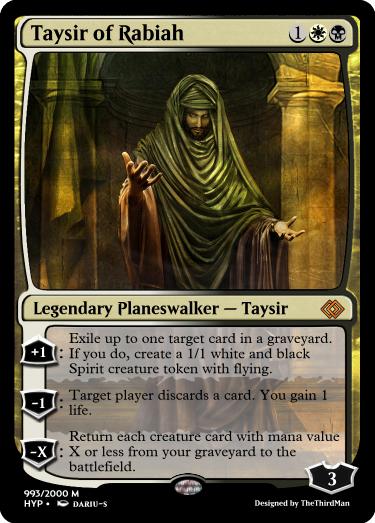 Taysir of Rabiah 1
Legendary Planeswalker — Taysir
+1 : Exile up to one target card in a graveyard.
If you do, create a 1/1 white and black
Spirit creature token with flying.
-1 : Target player discards a card. You gain 1
life.
-X : Return each creature card with mana value
X or less from your graveyard to the
battlefield.
3
993/2000 M
HYP • DARIU-S
Designed by TheThirdMan